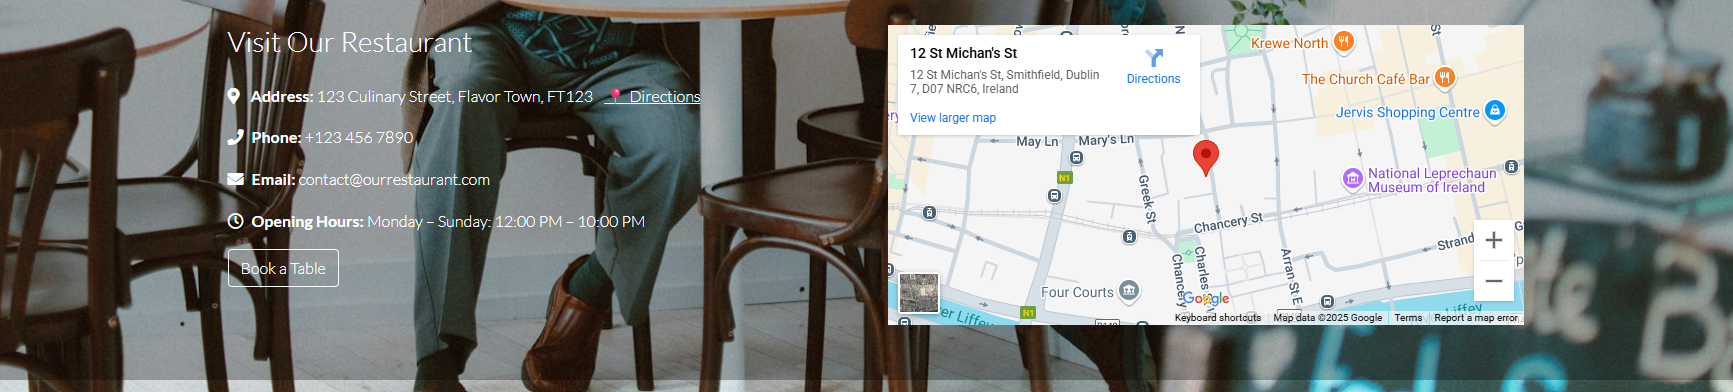 Visit Our Restaurant
Address: 123 Culinary Street, Flavor Town, FT123 📍 Directions
Phone: +123 456 7890
Email: contact@ourrestaurant.com
Opening Hours: Monday – Sunday: 12:00 PM – 10:00 PM
Book a Table
12 St Michan's St
12 St Michan's St, Smithfield, Dublin
7, D07 NRC6, Ireland
Directions
View larger map
Krewe North
The Church Café Bar
Jervis Shopping Centre
May Ln
Mary's Ln
N1
National Leprechaun
Museum of Ireland
Greek St
Chancery St
Chancery
Charles
Arran St E
Strand
Four Courts
N1
Liffey
Liffey
Google
Keyboard shortcuts
Map data ©2025 Google
Terms
Report a map error